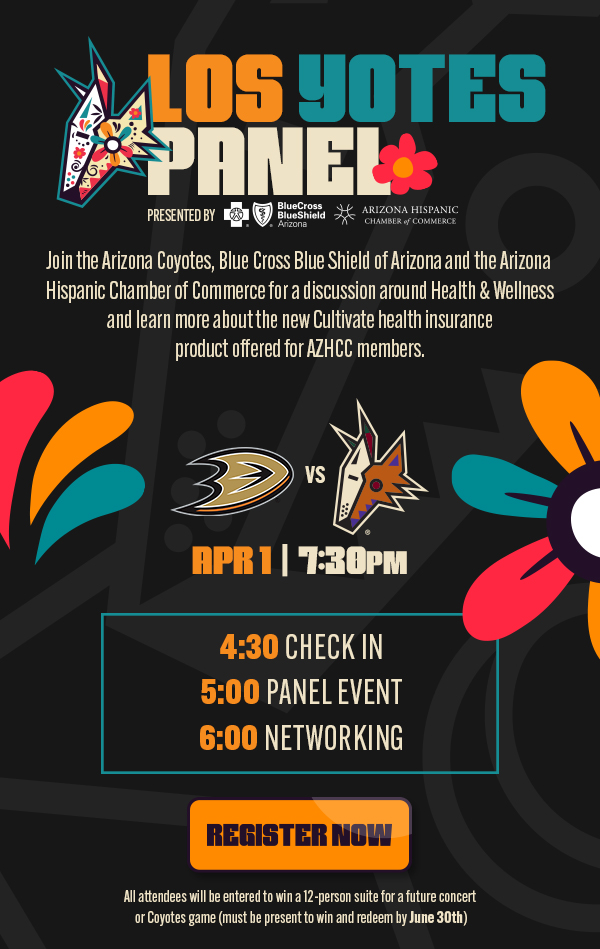 LOS YOTES
PANEL
PRESENTED BY BlueCross BlueShield Arizona ARIZONA HISPANIC CHAMBER of COMMERCE
Join the Arizona Coyotes, Blue Cross Blue Shield of Arizona and the Arizona
Hispanic Chamber of Commerce for a discussion around Health & Wellness
and learn more about the new Cultivate health insurance
product offered for AZHCC members.
VS
APR 1 | 7:30PM
4:30 CHECK IN
5:00 PANEL EVENT
6:00 NETWORKING
REGISTER NOW
All attendees will be entered to win a 12-person suite for a future concert
or Coyotes game (must be present to win and redeem by June 30th)